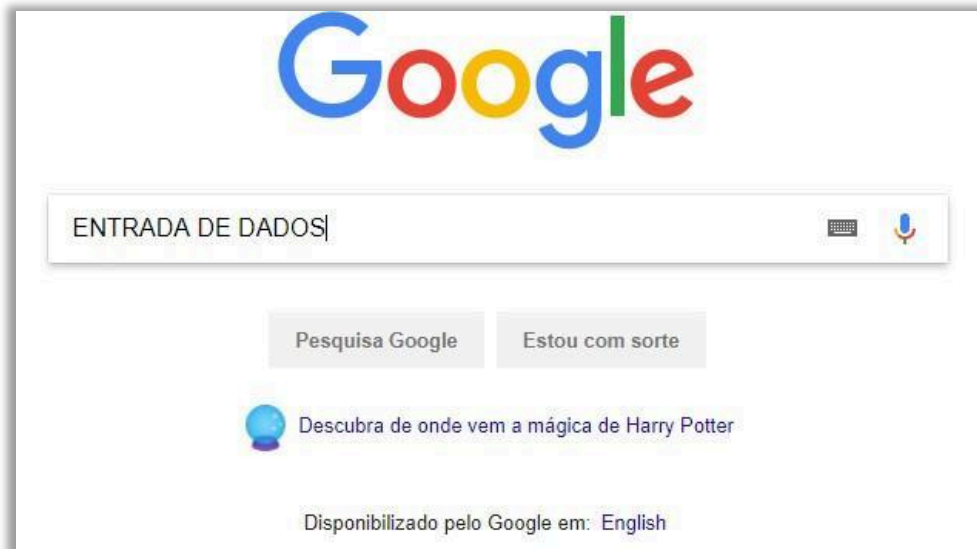 Google
ENTRADA DE DADOS
Pesquisa Google
Estou com sorte
Descubra de onde vem a mágica de Harry Potter
Disponibilizado pelo Google em: English